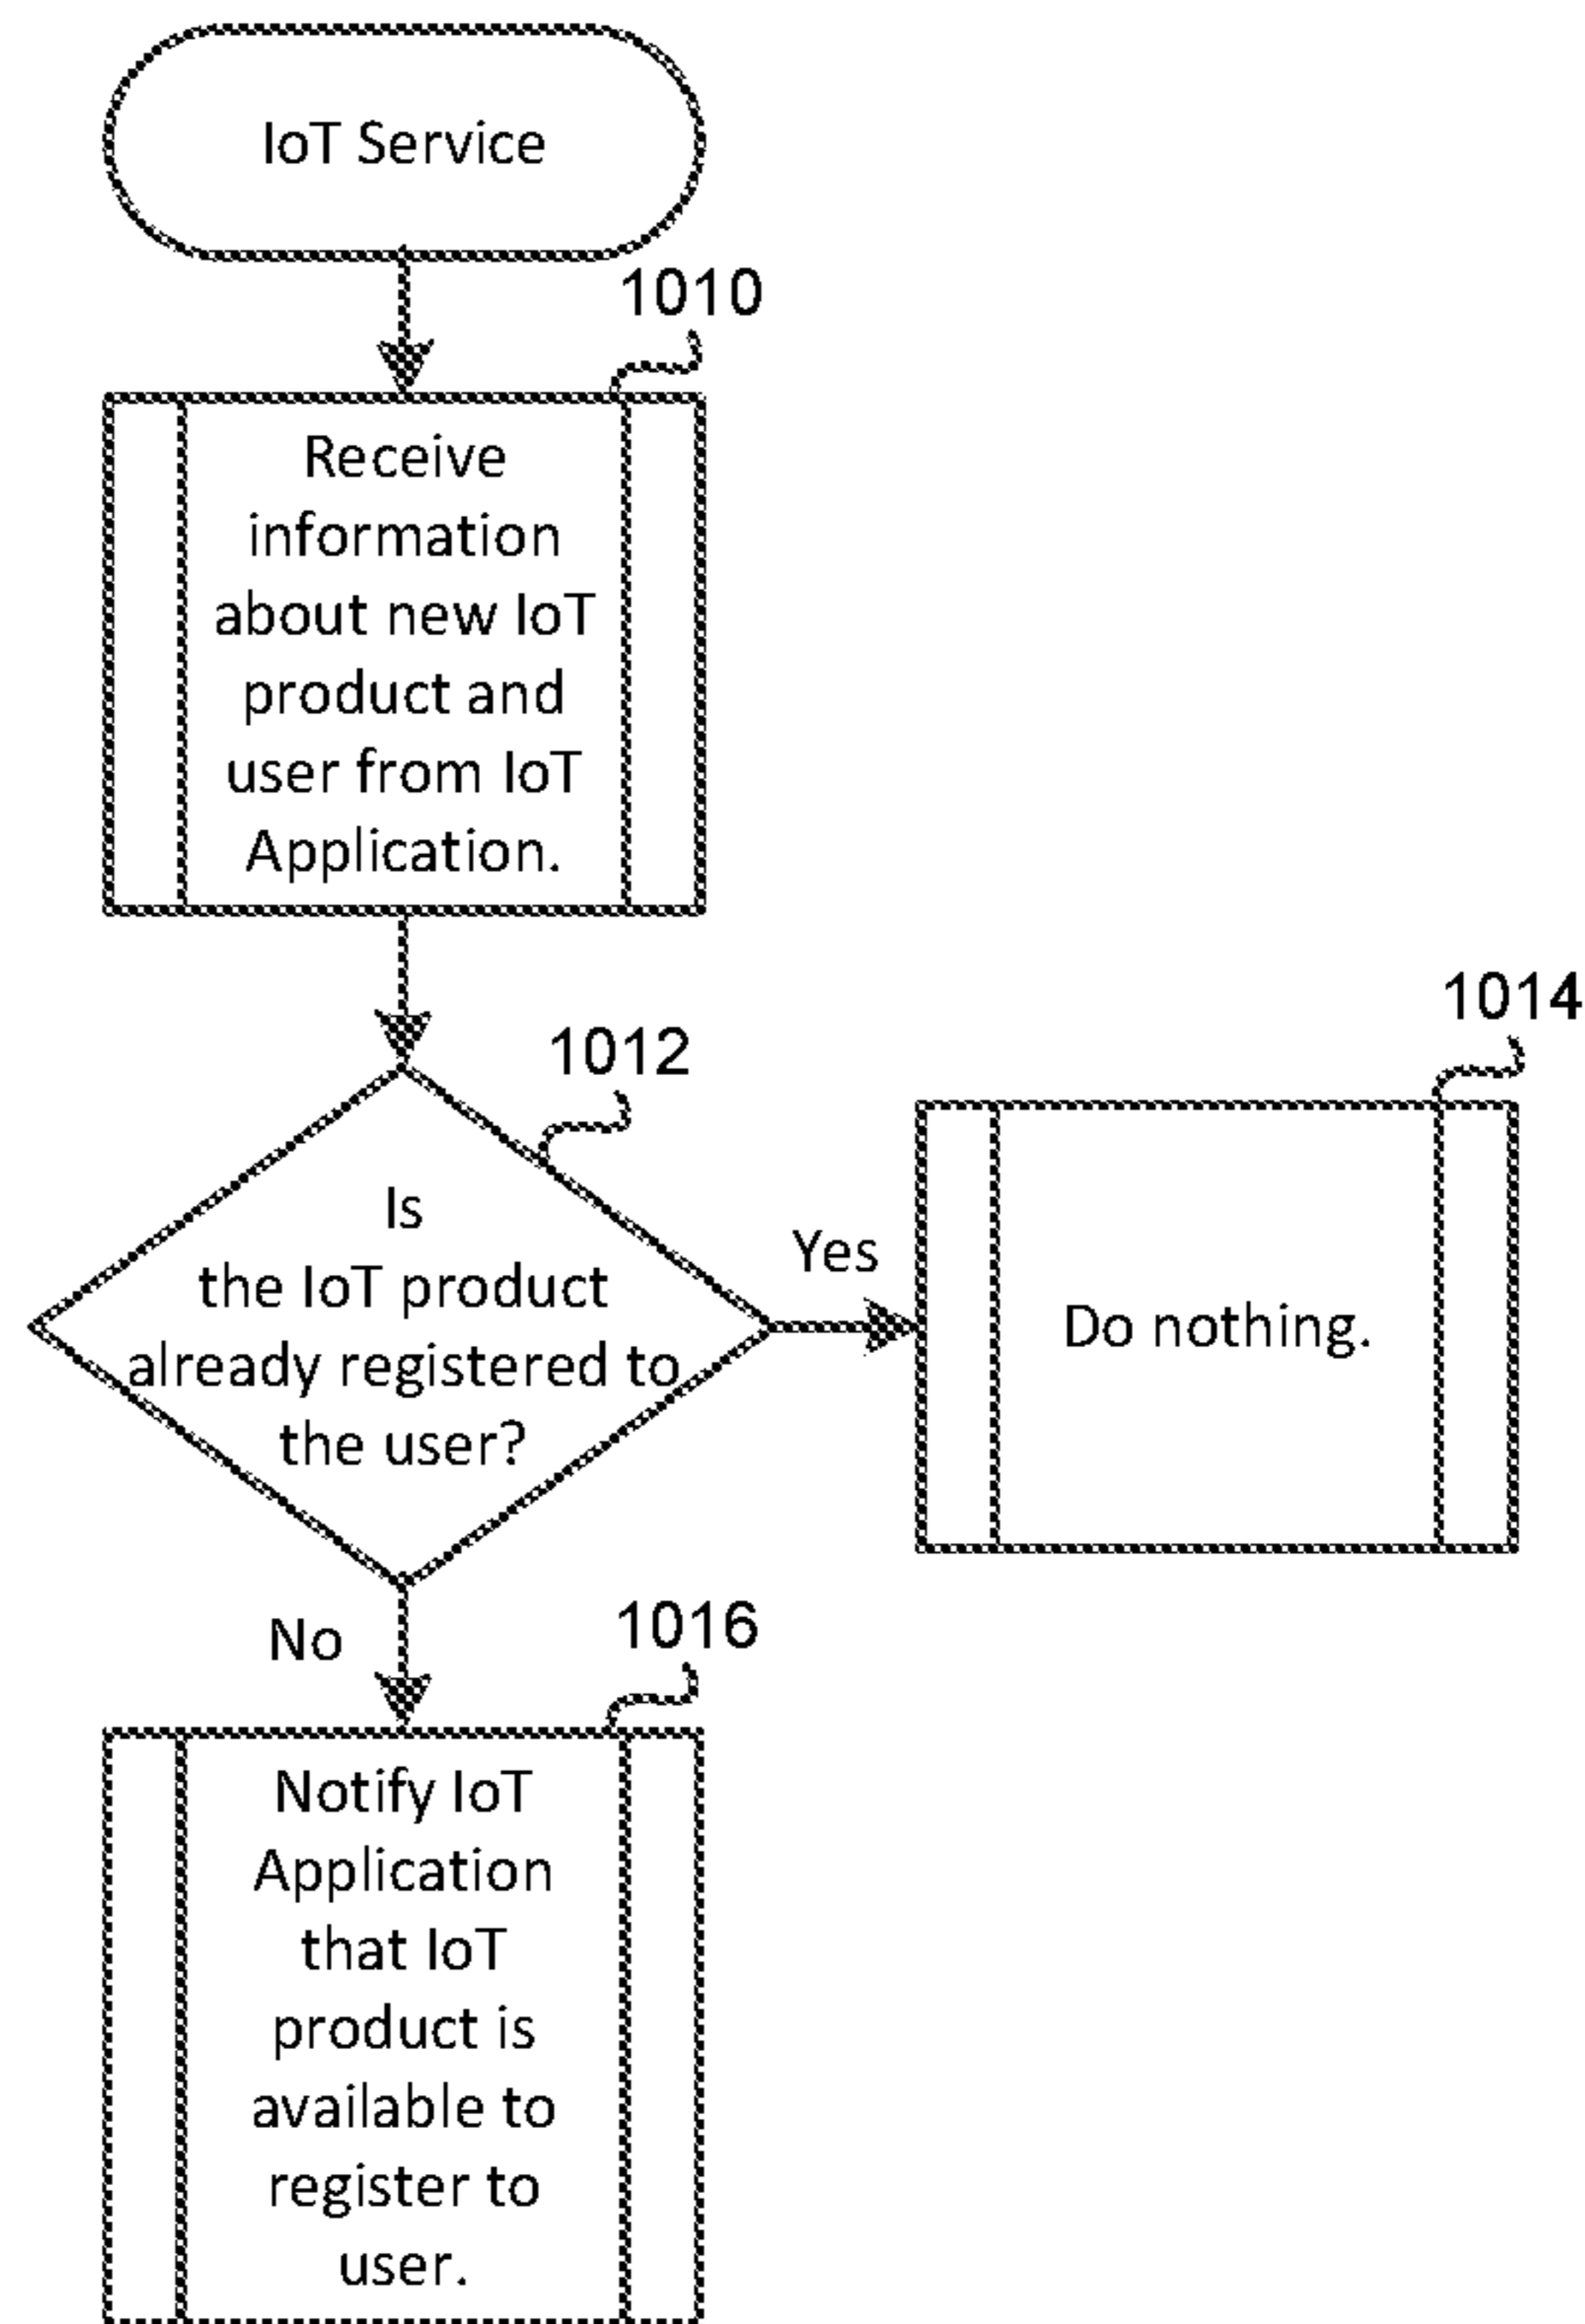 IoT Service
1010
Receive
information
about new IoT
product and
user from IoT
Application.
1012
1014
Is
the IoT product
already registered to
the user?
Yes
Do nothing.
No
1016
Notify IoT
Application
that IoT
product is
available to
register to
user.